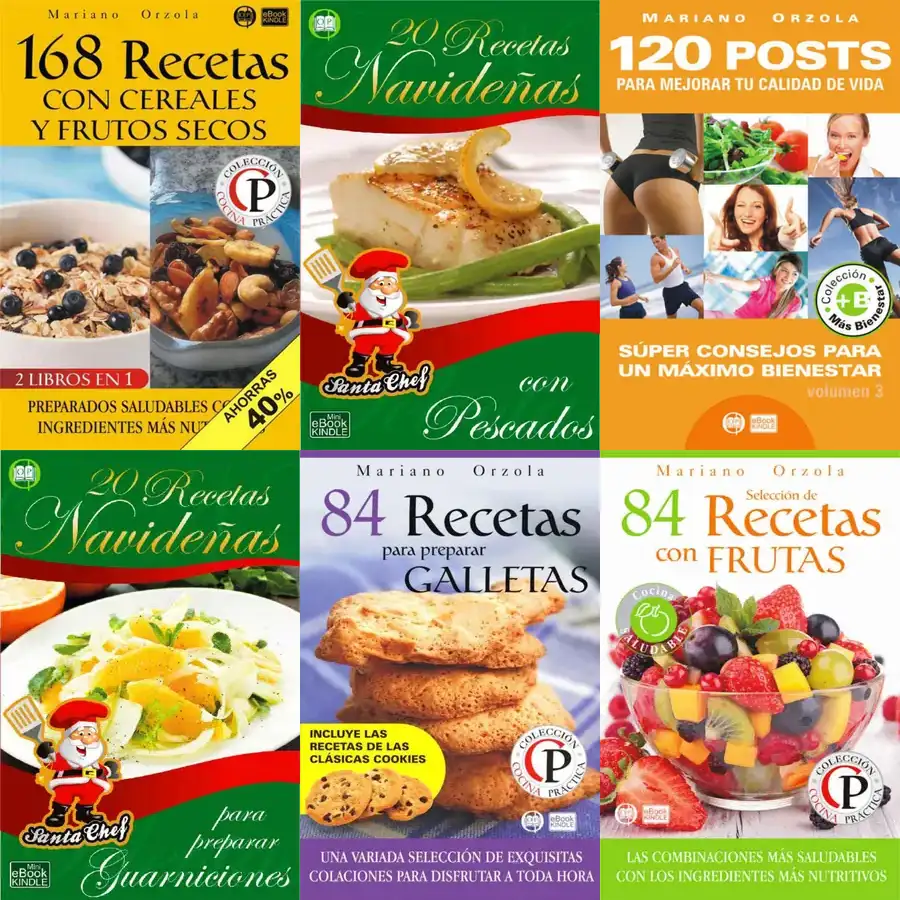 Mariano Orzola
eBook
KINDLE
168 Recetas
CON CEREALES
Y FRUTOS SECOS
COLECCIÓN
CP
COCINA PRÁCTICA
2 LIBROS EN 1
AHORRAS
40%
PREPARADOS SALUDABLES
INGREDIENTES MÁS
20 Recetas
Navideñas
Santa Chef
con
Pescados
Mini
eBook
KINDLE
Mariano Orzola
120 POSTS
PARA MEJORAR TU CALIDAD DE VIDA
Colección
+B
Más Bienestar
SÚPER CONSEJOS PARA
UN MÁXIMO BIENESTAR
volumen 3
eBook
KINDLE
20 Recetas
Navideñas
Santa Chef
para
preparar
Guarniciones
Mini
eBook
KINDLE
Mariano Orzola
84 Recetas
para preparar
GALLETAS
INCLUYE LAS
RECETAS DE LAS
CLÁSICAS COOKIES
COLECCIÓN
CP
COCINA PRÁCTICA
eBook
KINDLE
UNA VARIADA SELECCIÓN DE EXQUISITAS
COLACIONES PARA DISFRUTAR A TODA HORA
Mariano Orzola
Selección de
84 Recetas
con FRUTAS
Cocina
SALUDABLE
COLECCIÓN
CP
COCINA PRÁCTICA
eBook
KINDLE
LAS COMBINACIONES MÁS SALUDABLES
CON LOS INGREDIENTES MÁS NUTRITIVOS